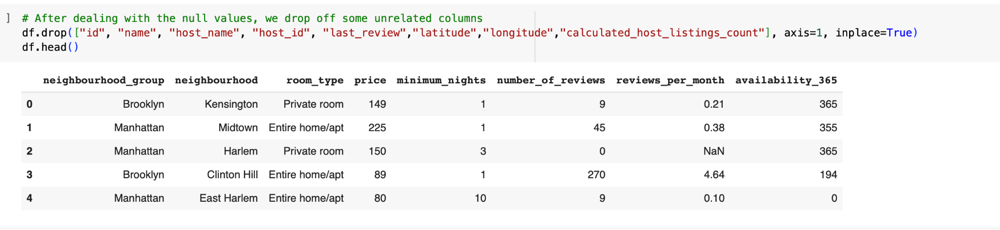 ] # After dealing with the null values, we drop off some unrelated columns
df.drop(["id", "name", "host_name", "host_id", "last_review","latitude","longitude","calculated_host_listings_count"], axis=1, inplace=True)
df.head()
neighbourhood_group neighbourhood room_type price minimum_nights number_of_reviews reviews_per_month availability_365
0 Brooklyn Kensington Private room 149 1 9 0.21 365
1 Manhattan Midtown Entire home/apt 225 1 45 0.38 355
2 Manhattan Harlem Private room 150 3 0 NaN 365
3 Brooklyn Clinton Hill Entire home/apt 89 1 270 4.64 194
4 Manhattan East Harlem Entire home/apt 80 10 9 0.10 0